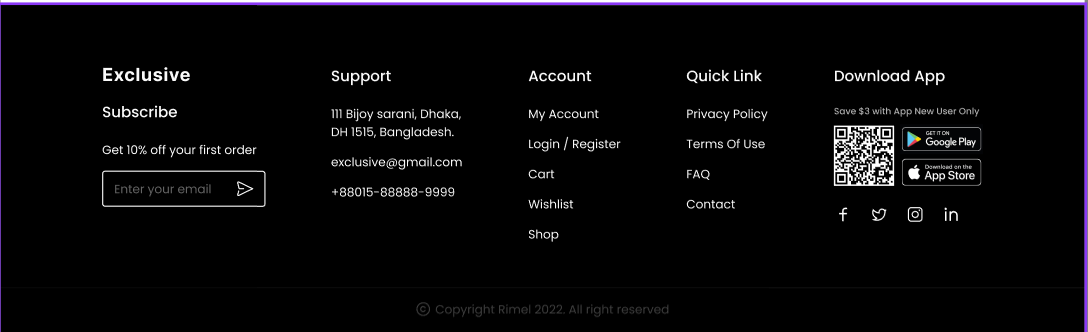 Exclusive
Subscribe
Get 10% off your first order
Enter your email
Support
111 Bijoy sarani, Dhaka,
DH 1515, Bangladesh.
exclusive@gmail.com
+88015-88888-9999
Account
My Account
Login / Register
Cart
Wishlist
Shop
Quick Link
Privacy Policy
Terms Of Use
FAQ
Contact
Download App
Save $3 with App New User Only
GET IT ON
Google Play
Download on the
App Store
© Copyright Rimel 2022. All right reserved